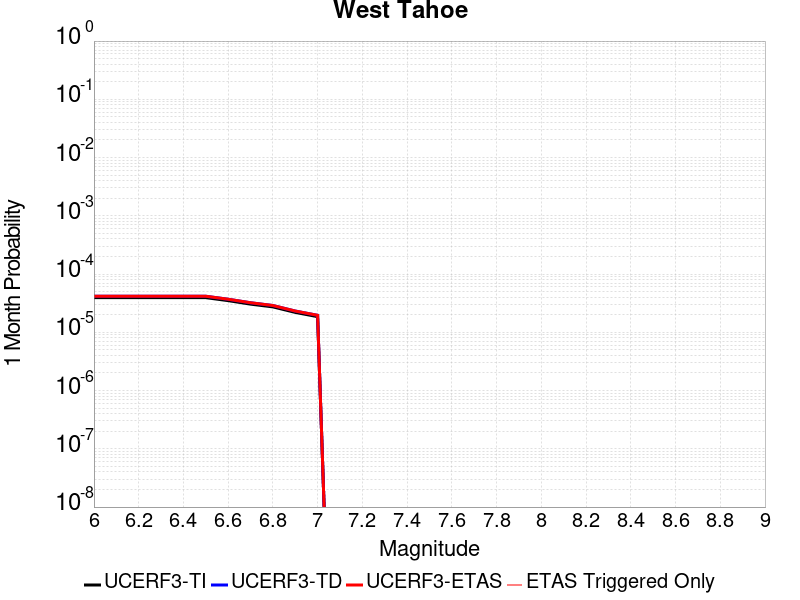 West Tahoe
1 Month Probability
10^0
10^-1
10^-2
10^-3
10^-4
10^-5
10^-6
10^-7
10^-8
6 6.2 6.4 6.6 6.8 7 7.2 7.4 7.6 7.8 8 8.2 8.4 8.6 8.8 9
Magnitude
UCERF3-TI UCERF3-TD UCERF3-ETAS ETAS Triggered Only